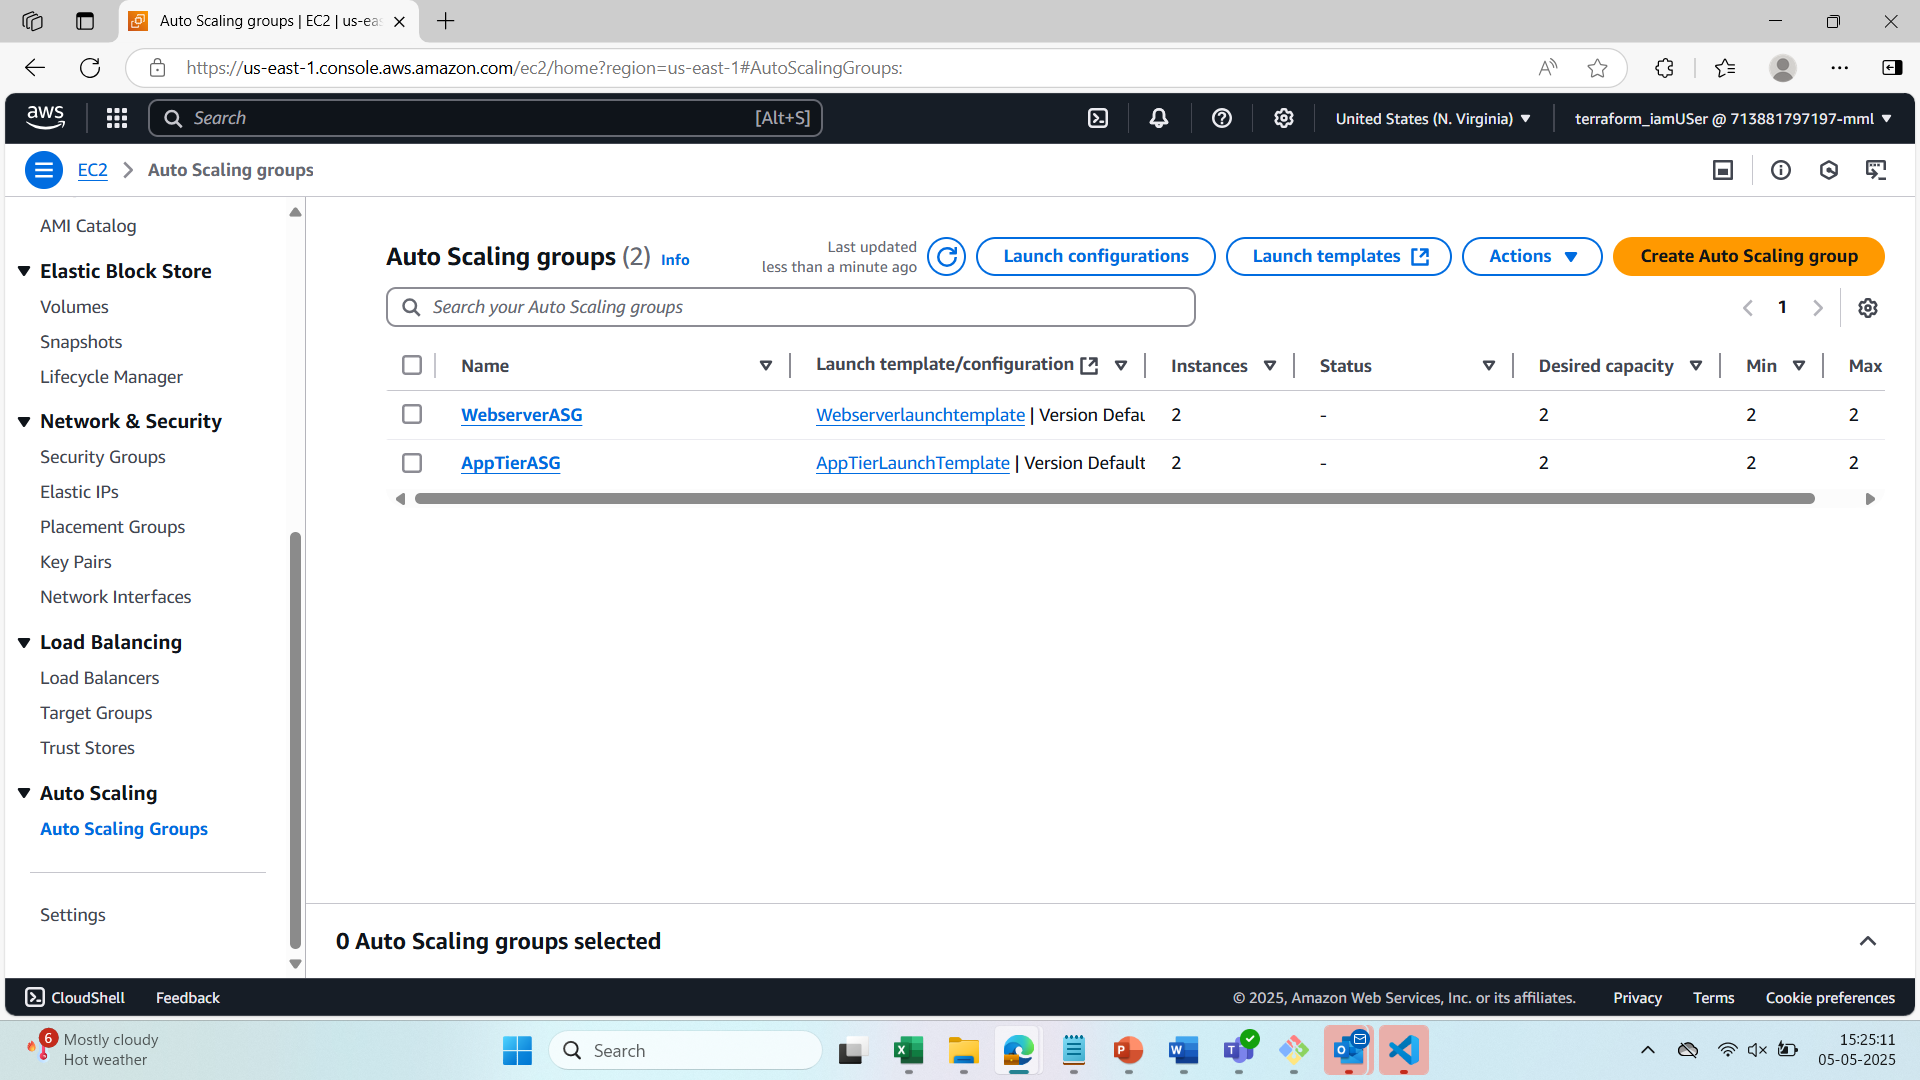 Auto Scaling groups | EC2 | us-eas
https://us-east-1.console.aws.amazon.com/ec2/home?region=us-east-1#AutoScalingGroups:
aws
Search
[Alt+S]
United States (N. Virginia)
terraform_iamUSer @ 713881797197-mml
EC2
Auto Scaling groups
AMI Catalog
Elastic Block Store
Volumes
Snapshots
Lifecycle Manager
Network & Security
Security Groups
Elastic IPs
Placement Groups
Key Pairs
Network Interfaces
Load Balancing
Load Balancers
Target Groups
Trust Stores
Auto Scaling
Auto Scaling Groups
Settings
Auto Scaling groups (2) Info
Last updated
less than a minute ago
Launch configurations
Launch templates
Actions
Create Auto Scaling group
Search your Auto Scaling groups
1
Name Launch template/configuration Instances Status Desired capacity Min Max
WebserverASG Webserverlaunchtemplate | Version Defau 2 - 2 2 2
AppTierASG AppTierLaunchTemplate | Version Default 2 - 2 2 2
0 Auto Scaling groups selected
CloudShell
Feedback
© 2025, Amazon Web Services, Inc. or its affiliates.
Privacy
Terms
Cookie preferences
6
Mostly cloudy
Hot weather
Search
15:25:11
05-05-2025